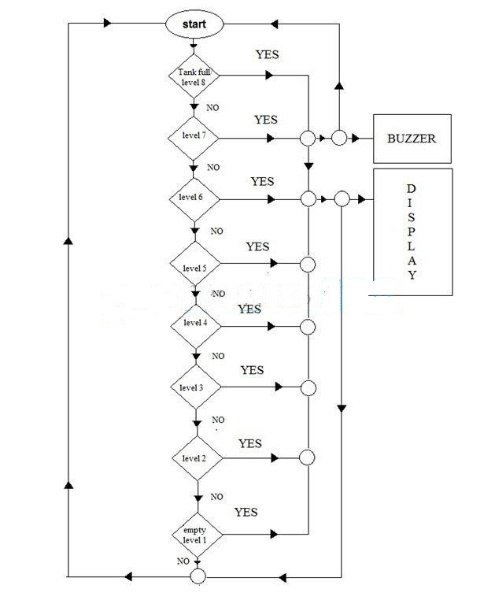 start
YES
Tank full
level 8
NO
YES
level 7
BUZZER
NO
YES
level 6
DISPLAY
NO
YES
level 5
NO
YES
level 4
NO
YES
level 3
NO
YES
level 2
NO
YES
empty
level 1
NO